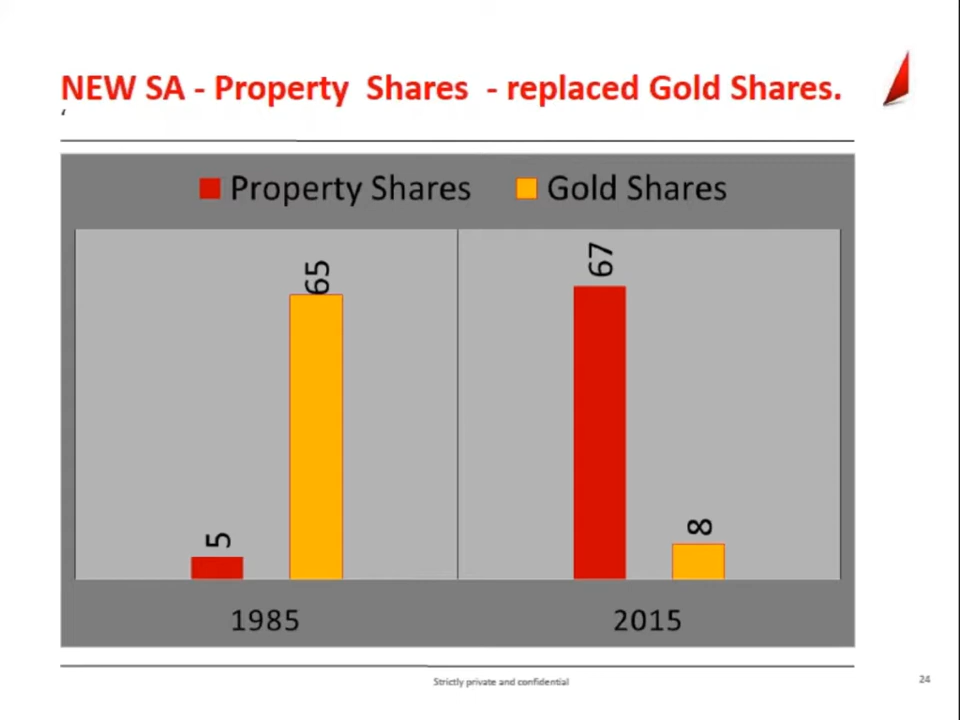 NEW SA - Property  Shares  - replaced Gold Shares.
‘
Property Shares Gold Shares
5 65 67 8
1985 2015
Strictly private and confidential 24